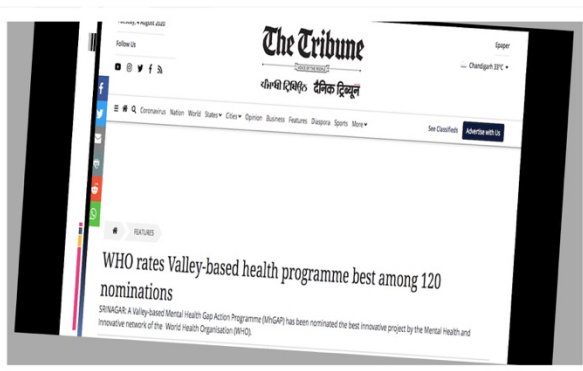 The Tribune
Follow Us
Epaper
Chandigarh 33°C
ਪੰਜਾਬੀ ਟ੍ਰਿਬਿਊਨ दैनिक ट्रिब्यून
Coronavirus Nation World States Cities Opinion Business Features Diaspora Sports More
See Classifieds
Advertise with Us
FEATURES
WHO rates Valley-based health programme best among 120
nominations
SRINAGAR: A Valley-based Mental Health Gap Action Programme (MhGAP) has been nominated the best innovative project by the Mental Health and
Innovative network of the World Health Organisation (WHO).